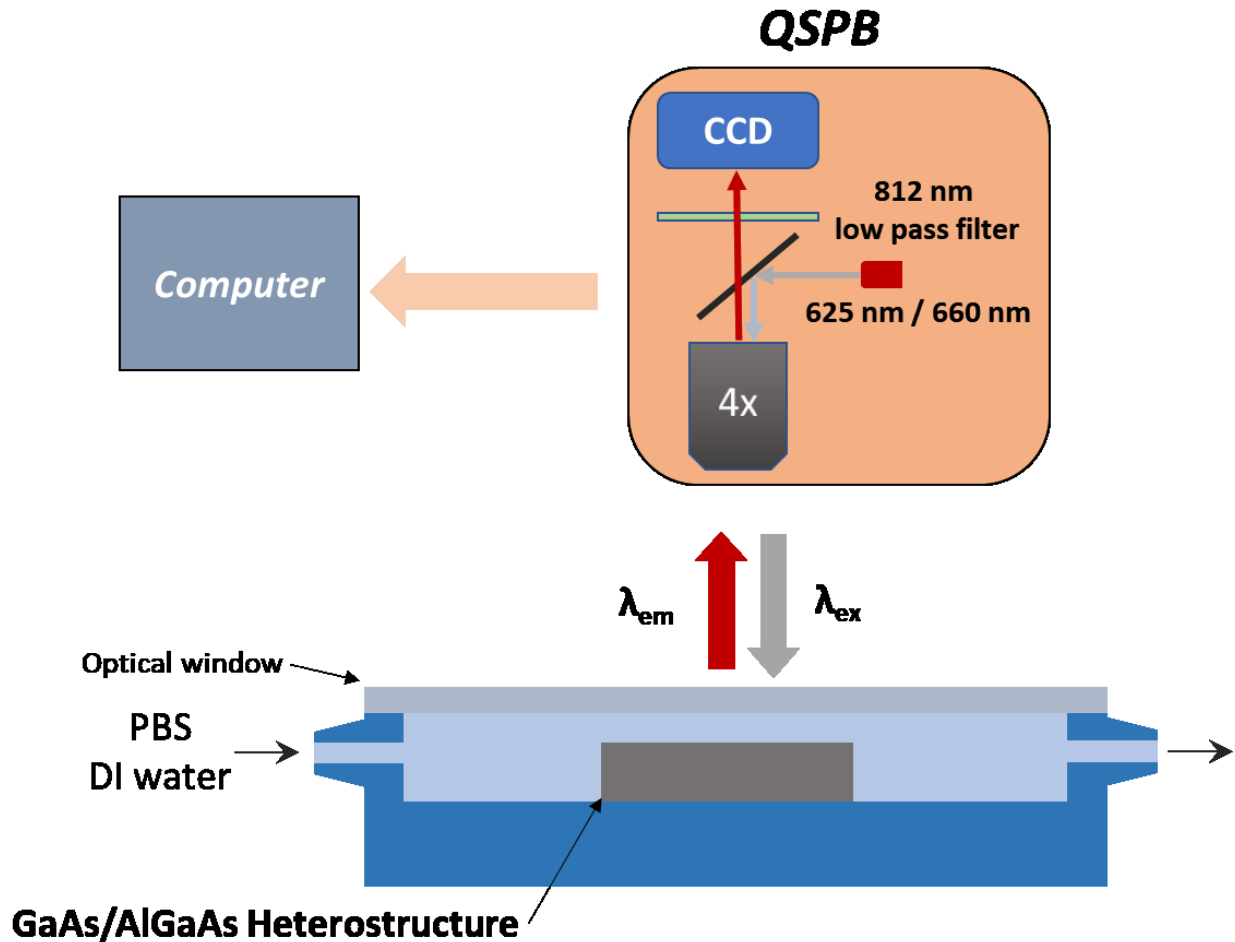 QSPB
CCD
812 nm
low pass filter
Computer
625 nm / 660 nm
4x
λem
λex
Optical window
PBS
DI water
GaAs/AlGaAs Heterostructure